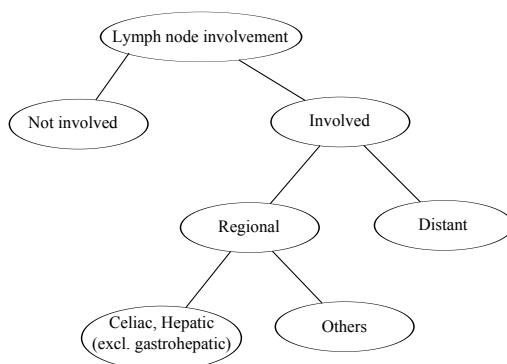 Lymph node involvement
Not involved
Involved
Regional
Distant
Celiac, Hepatic
(excl. gastrohepatic)
Others